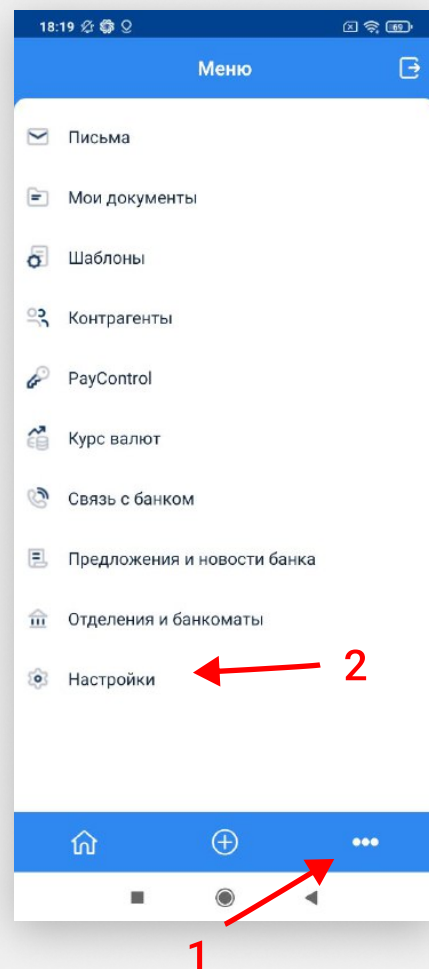 18:19
69
Меню
Письма
Мои документы
Шаблоны
Контрагенты
PayControl
Курс валют
Связь с банком
Предложения и новости банка
Отделения и банкоматы
Настройки
2
1